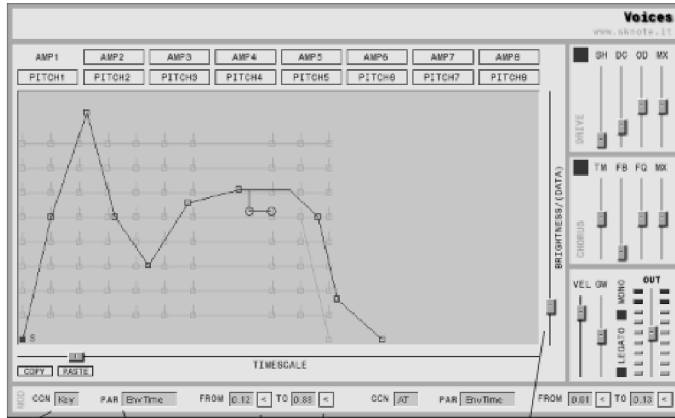 Voices
www.sknote.it
AMP1 AMP2 AMP3 AMP4 AMP5 AMP6 AMP7 AMP8
PITCH1 PITCH2 PITCH3 PITCH4 PITCH5 PITCH6 PITCH7 PITCH8
SH DC OD MX
DRIVE
TM FB FQ MX
CHORUS
BRIGHTNESS/(DATA)
VEL GW MONO OUT
LEGATO
S
TIMESCALE
COPY PASTE
MOD CCN Key PAR EnvTime FROM 0.12 < TO 0.88 < CCN AT PAR EnvTime FROM 0.01 < TO 0.13 <